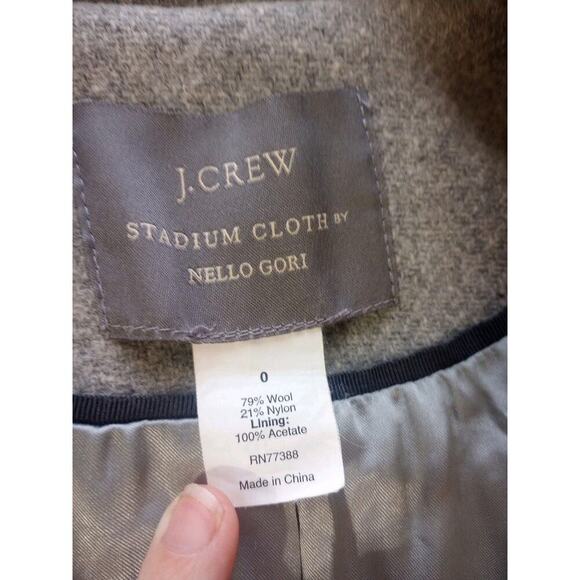 J.CREW
STADIUM CLOTH BY
NELLO GORI
0
79% Wool
21% Nylon
Lining:
100% Acetate
RN77388
Made in China